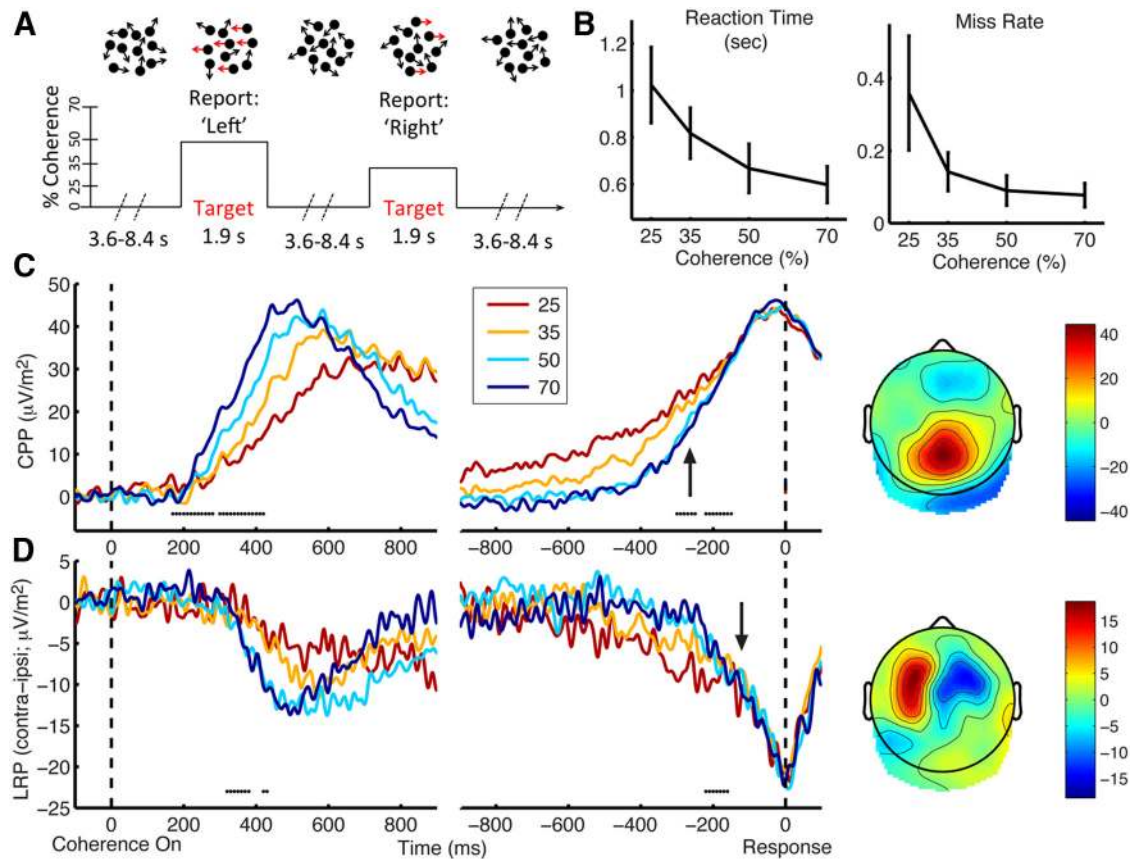 A
Report:
'Left'
Report:
'Right'
% Coherence
70
50
35
25
0
Target
Target
3.6-8.4 s
1.9 s
3.6-8.4 s
1.9 s
3.6-8.4 s
B
Reaction Time
(sec)
1.2
1
0.8
0.6
25 35 50 70
Coherence (%)
Miss Rate
0.4
0.2
0
25 35 50 70
Coherence (%)
C
CPP (μV/m2)
50
40
30
20
10
0
0 200 400 600 800
25
35
50
70
−800 −600 −400 −200 0
40
20
0
−20
−40
D
LRP (contra−ipsi; μV/m2)
5
0
−5
−10
−15
−20
−25
0 200 400 600 800
Coherence On
Time (ms)
−800 −600 −400 −200 0
Response
15
10
5
0
−5
−10
−15